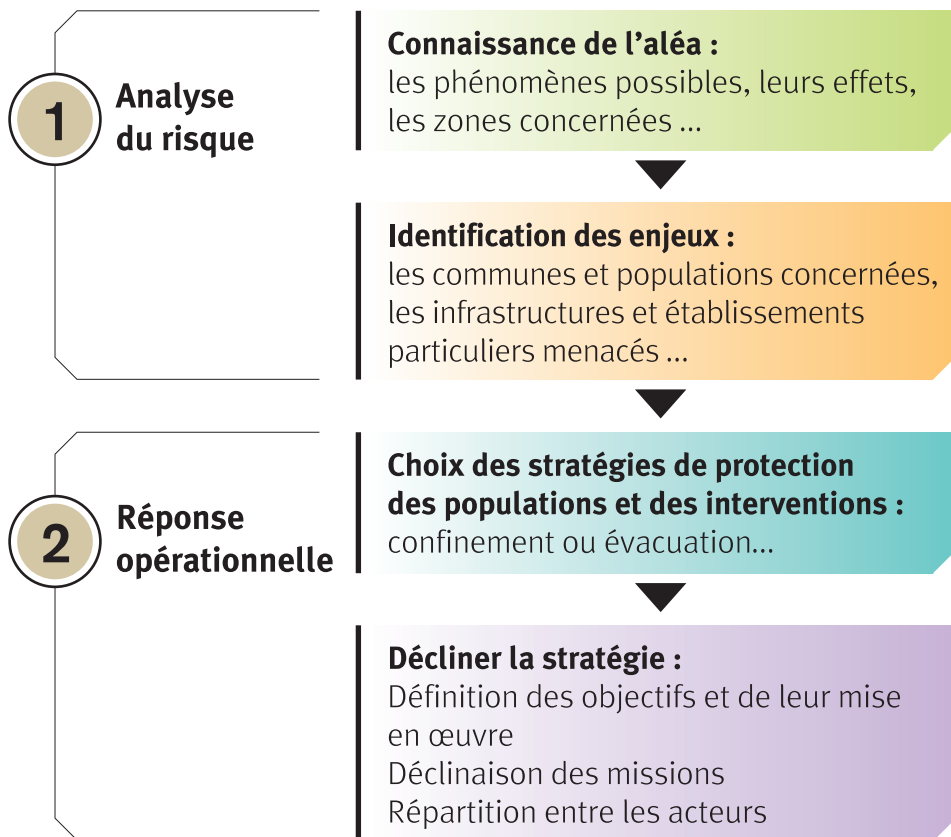 1
Analyse
du risque
Connaissance de l’aléa :
les phénomènes possibles, leurs effets,
les zones concernées ...
Identification des enjeux :
les communes et populations concernées,
les infrastructures et établissements
particuliers menacés ...
2
Réponse
opérationnelle
Choix des stratégies de protection
des populations et des interventions :
confinement ou évacuation...
Décliner la stratégie :
Définition des objectifs et de leur mise
en œuvre
Déclinaison des missions
Répartition entre les acteurs